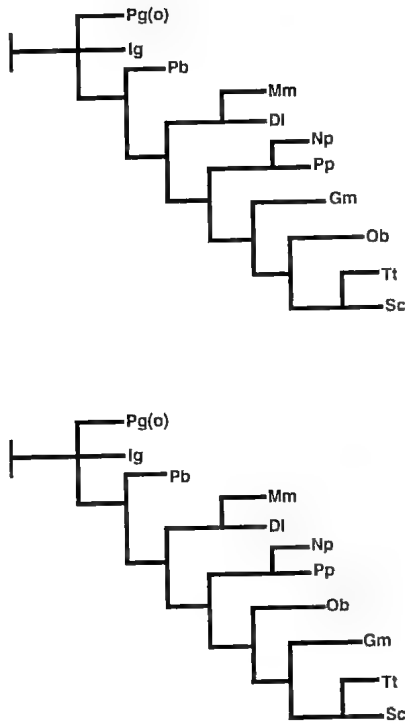 Pg(o)
Ig
Pb
Mm
Dl
Np
Pp
Gm
Ob
Tt
Sc
Pg(o)
Ig
Pb
Mm
Dl
Np
Pp
Ob
Gm
Tt
Sc